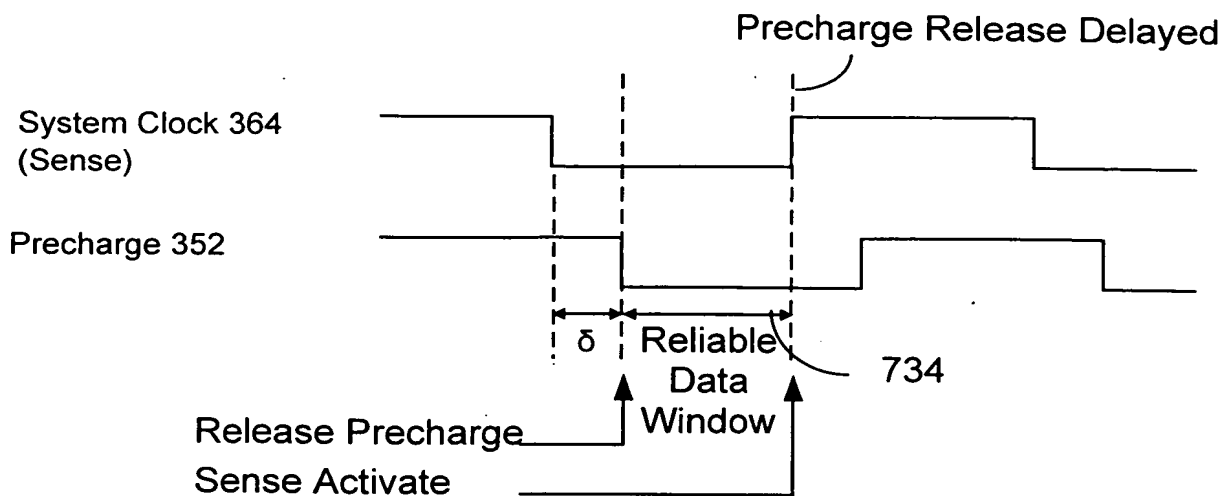 Precharge Release Delayed
System Clock 364
(Sense)
Precharge 352
δ
Reliable
Data
Window
734
Release Precharge
Sense Activate